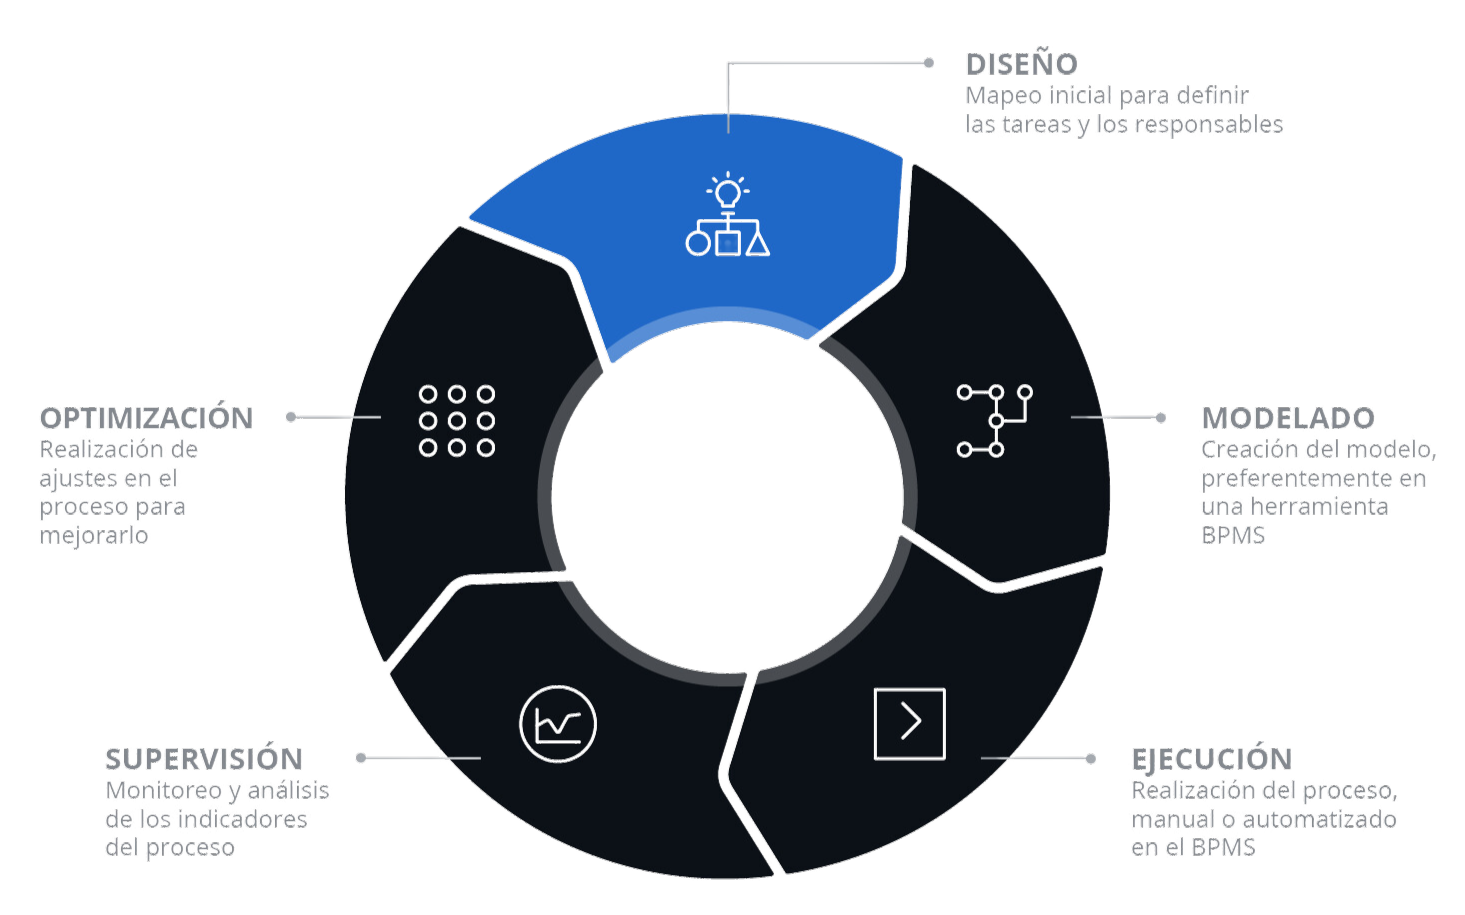 DISEÑO
Mapeo inicial para definir
las tareas y los responsables
MODELADO
Creación del modelo,
preferentemente en
una herramienta
BPMS
EJECUCIÓN
Realización del proceso,
manual o automatizado
en el BPMS
SUPERVISIÓN
Monitoreo y análisis
de los indicadores
del proceso
OPTIMIZACIÓN
Realización de
ajustes en el
proceso para
mejorarlo